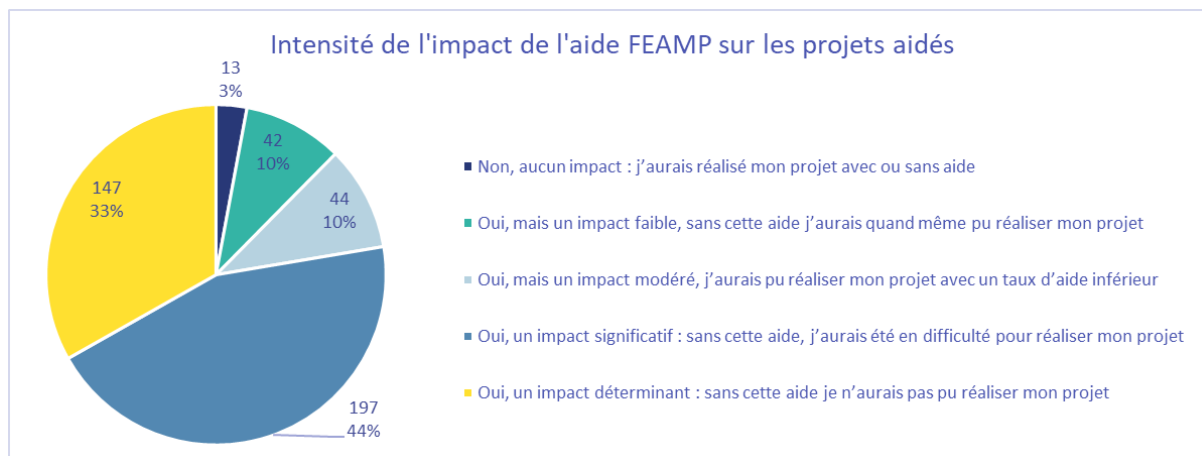 Intensité de l'impact de l'aide FEAMP sur les projets aidés
13
3%
42
10%
44
10%
197
44%
147
33%
Non, aucun impact : j’aurais réalisé mon projet avec ou sans aide
Oui, mais un impact faible, sans cette aide j’aurais quand même pu réaliser mon projet
Oui, mais un impact modéré, j’aurais pu réaliser mon projet avec un taux d’aide inférieur
Oui, un impact significatif : sans cette aide, j’aurais été en difficulté pour réaliser mon projet
Oui, un impact déterminant : sans cette aide je n’aurais pas pu réaliser mon projet